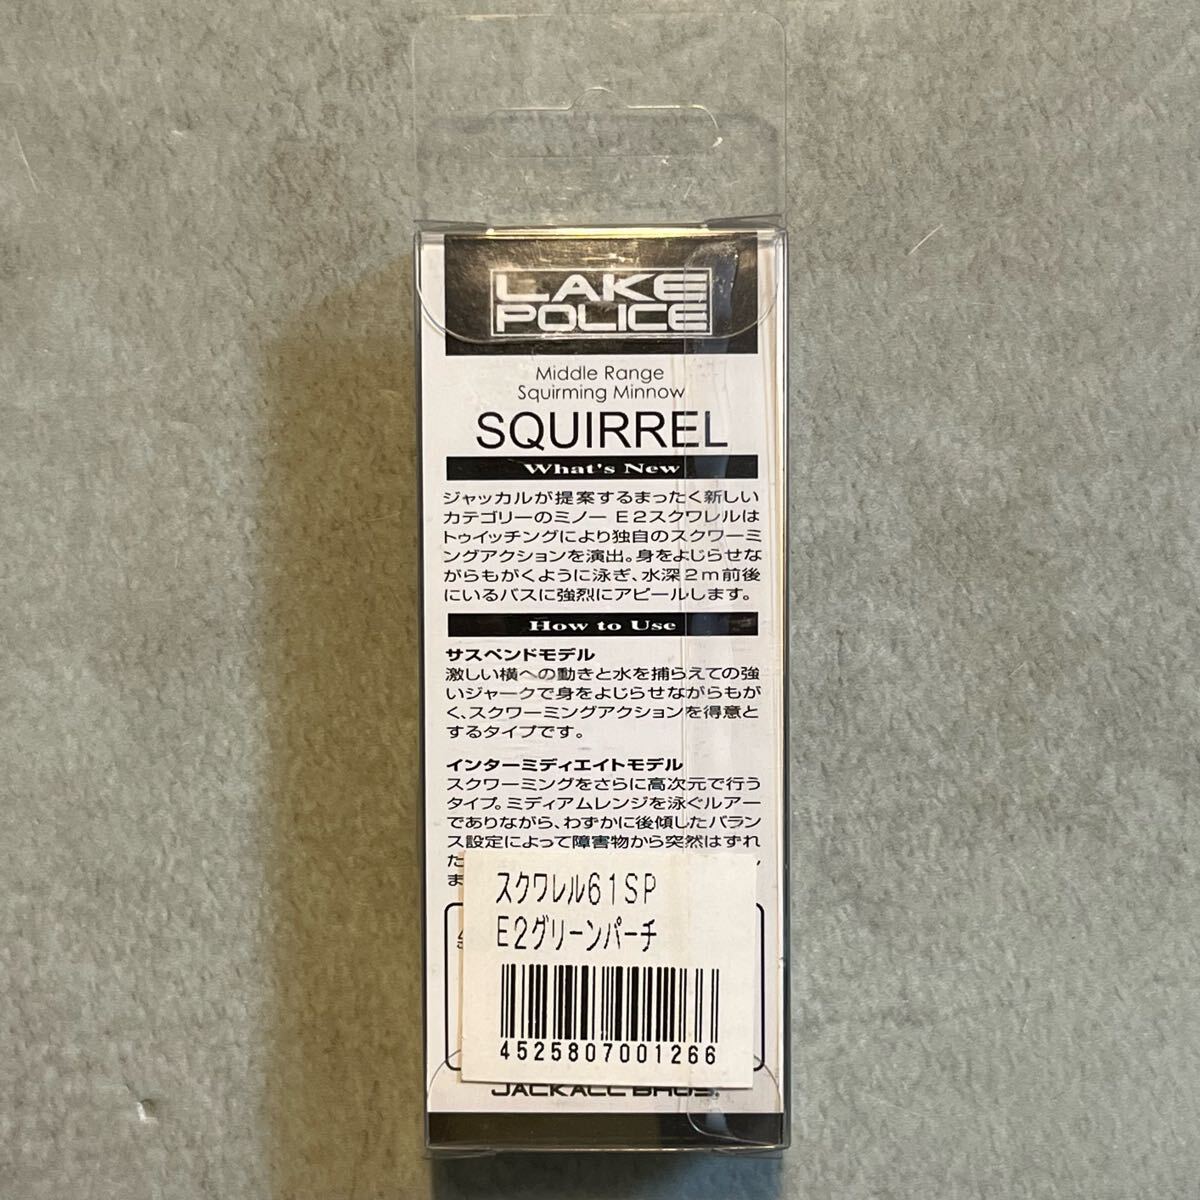 LAKE
POLICE
Middle Range
Squirming Minnow
SQUIRREL
What's New
ジャッカルが提案するまったく新しい
カテゴリーのミノー E2スクワレルは
トゥイッチングにより独自のスクワーミ
ングアクションを演出。身をよじらせな
がらもがくように泳ぎ、水深2m前後
にいるバスに強烈にアピールします。
How to Use
サスペンドモデル
激しい横への動きと水を捕らえての強
いジャークで身をよじらせながらもが
く、スクワーミングアクションを得意と
するタイプです。
インターミディエイトモデル
スクワーミングをさらに高次元で行う
タイプ。ミディアムレンジを泳ぐルアー
でありながら、わずかに後傾したバラン
ス設定によって障害物から突然はずれ
た
ま
スクワレル61SP
E2グリーンパーチ
4525807001266
JACKALL BROS.